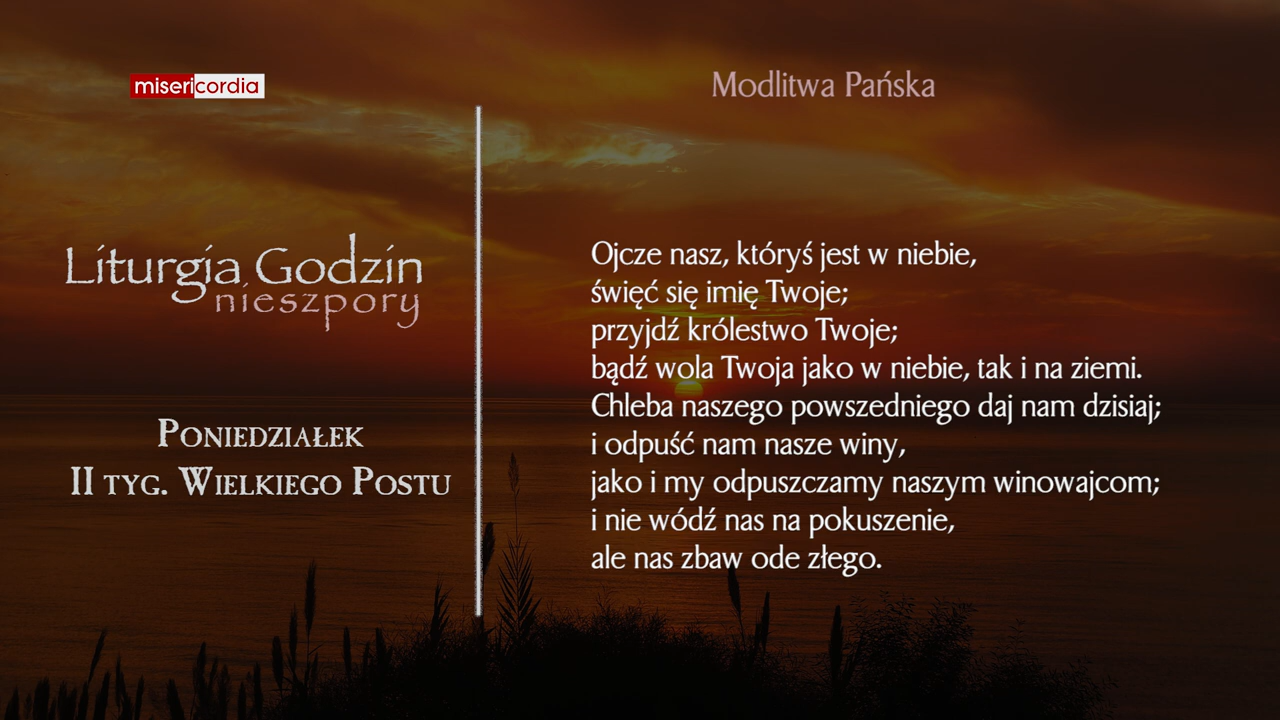 misericordia
Liturgia Godzin
nieszpory
Poniedziałek
II tyg. Wielkiego Postu
Modlitwa Pańska
Ojcze nasz, któryś jest w niebie,
święć się imię Twoje;
przyjdź królestwo Twoje;
bądź wola Twoja jako w niebie, tak i na ziemi.
Chleba naszego powszedniego daj nam dzisiaj;
i odpuść nam nasze winy,
jako i my odpuszczamy naszym winowajcom;
i nie wódź nas na pokuszenie,
ale nas zbaw ode złego.